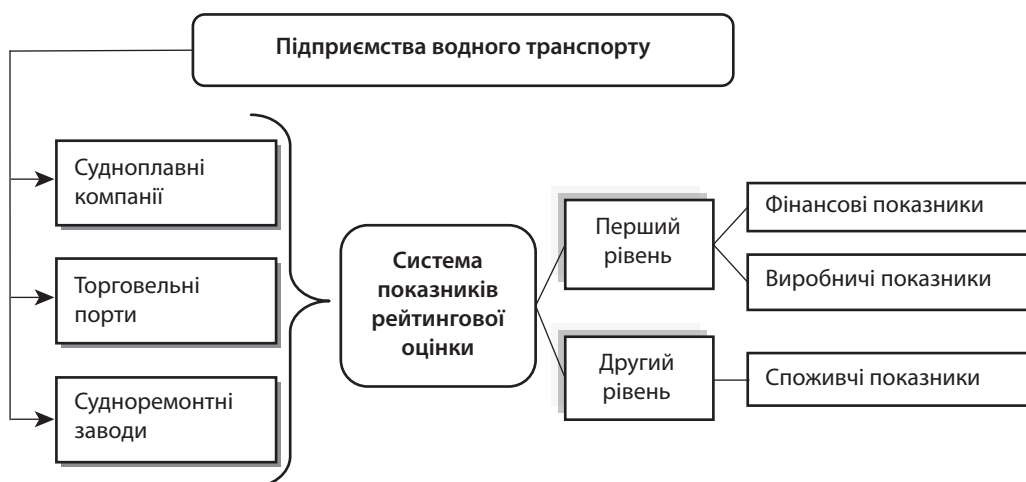 Підприємства водного транспорту
Судноплавні
компанії
Торговельні
порти
Судноремонтні
заводи
Система
показників
рейтингової
оцінки
Перший
рівень
Другий
рівень
Фінансові показники
Виробничі показники
Споживчі показники